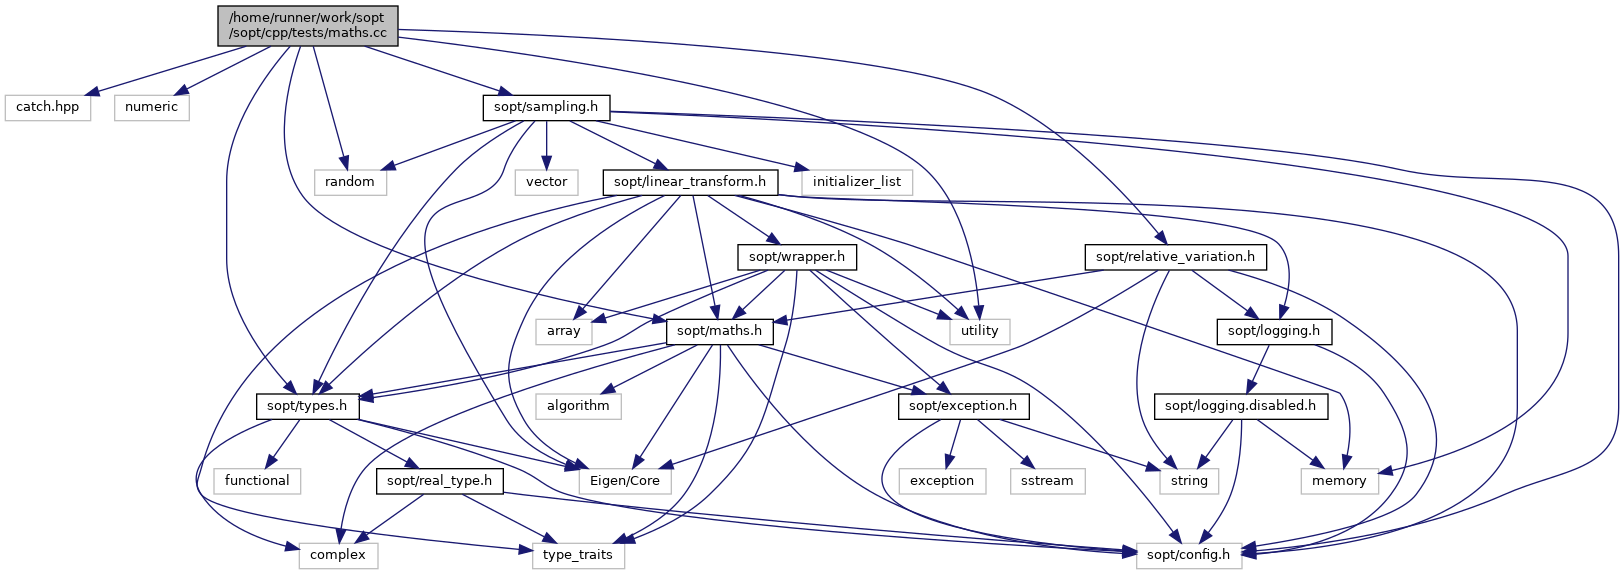 /home/runner/work/sopt
/sopt/cpp/tests/maths.cc
catch.hpp
numeric
sopt/sampling.h
random
vector
sopt/linear_transform.h
initializer_list
sopt/wrapper.h
sopt/relative_variation.h
array
sopt/maths.h
utility
sopt/logging.h
sopt/types.h
algorithm
sopt/exception.h
sopt/logging.disabled.h
functional
sopt/real_type.h
Eigen/Core
exception
sstream
string
memory
complex
type_traits
sopt/config.h